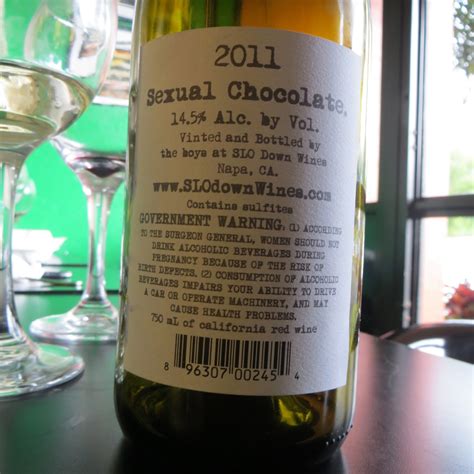 2011
Sexual Chocolate.
14.5% Alc. by Vol.
Vinted and Bottled by
the boys at SLO Down Wines
Napa, CA.
www.SLOdownWines.com
Contains sulfites
GOVERNMENT WARNING: (1) ACCORDING
TO THE SURGEON GENERAL, WOMEN SHOULD NOT
DRINK ALCOHOLIC BEVERAGES DURING
PREGNANCY BECAUSE OF THE RISK OF
BIRTH DEFECTS. (2) CONSUMPTION OF ALCOHOLIC
BEVERAGES IMPAIRS YOUR ABILITY TO DRIVE
A CAR OR OPERATE MACHINERY, AND MAY
CAUSE HEALTH PROBLEMS.
750 mL of california red wine
8 96307 00245 4